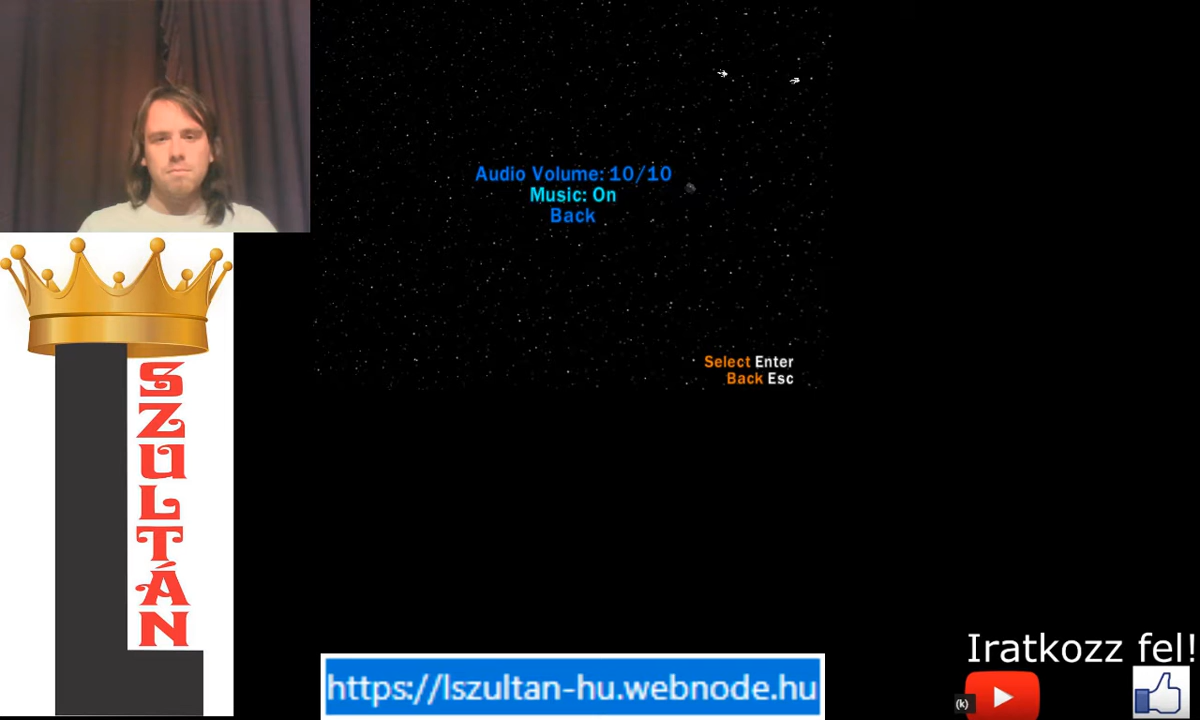 Audio Volume: 10/10
Music: On
Back
Select Enter
Back Esc
SZULTÁN
https://lszultan-hu.webnode.hu
Iratkozz fel!
(k)